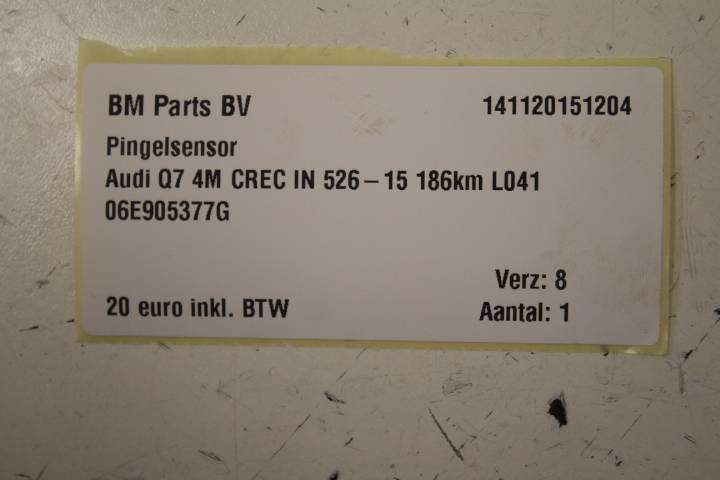 BM Parts BV 141120151204
Pingelsensor
Audi Q7 4M CREC IN 526-15 186km L041
06E905377G
Verz: 8
20 euro inkl. BTW Aantal: 1